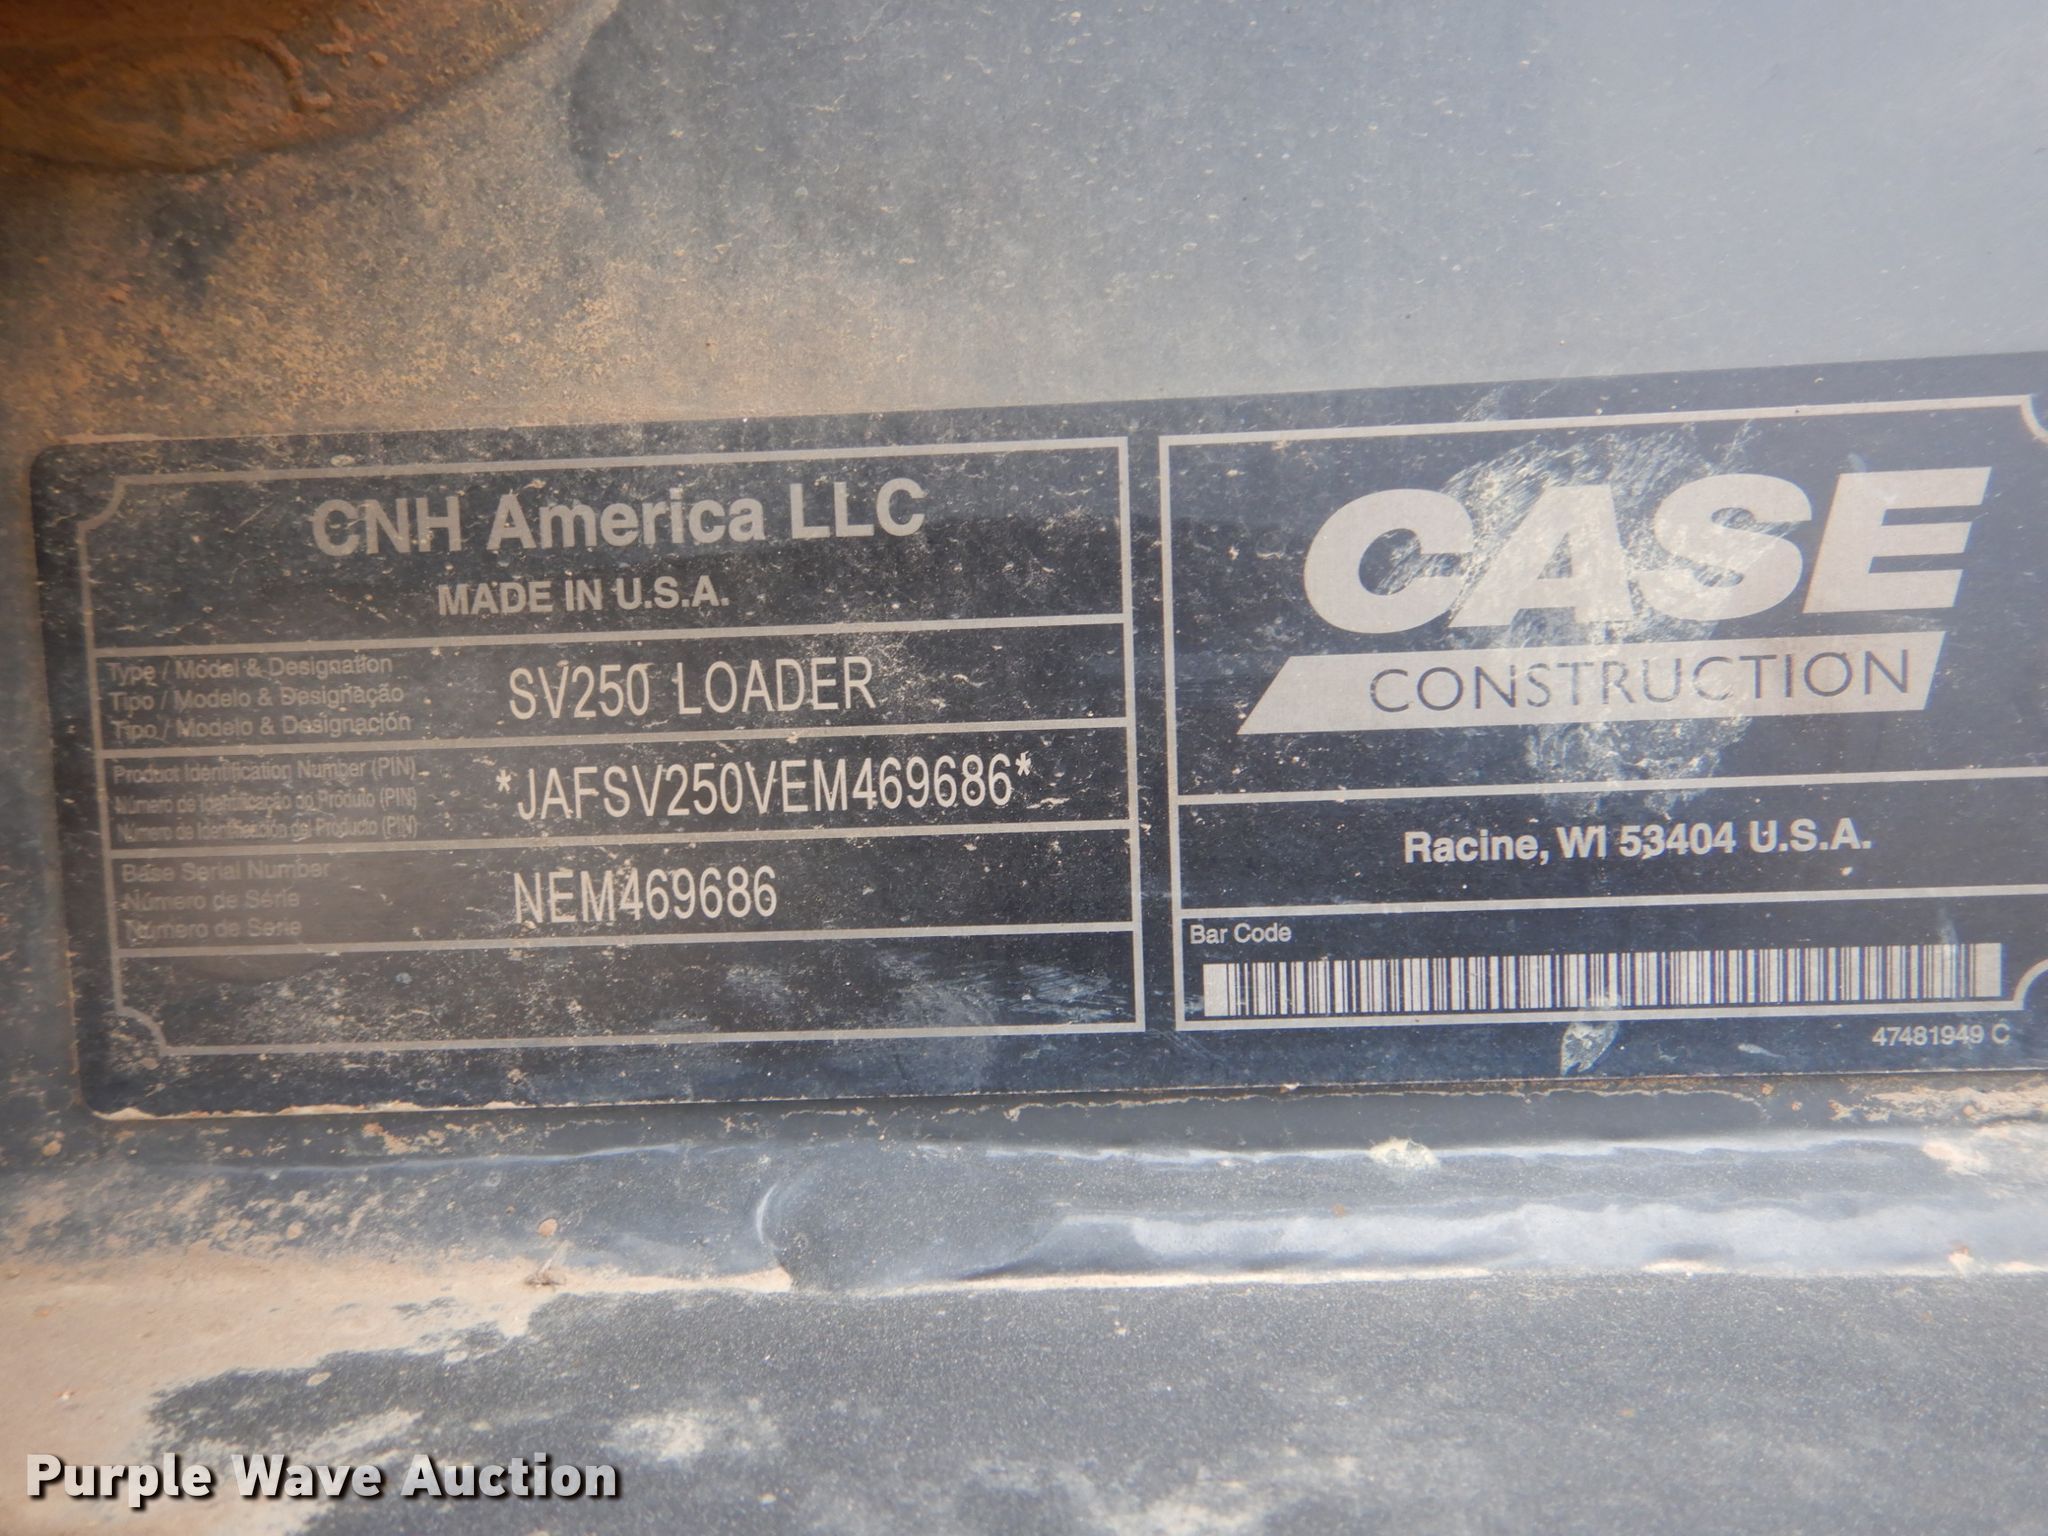 CNH America LLC
MADE IN U.S.A.
Type / Model & Designation
Tipo / Modelo & Designação
Tipo / Modelo & Designación
SV250 LOADER
Product Identification Number (PIN)
Número de Identificação do Produto (PIN)
Número de Identificación del Producto (PIN)
*JAFSV250VEM469686*
Base Serial Number
Número de Série
Número de Serie
NEM469686
CASE
CONSTRUCTION
Racine, WI 53404 U.S.A.
Bar Code
47481949 C
Purple Wave Auction